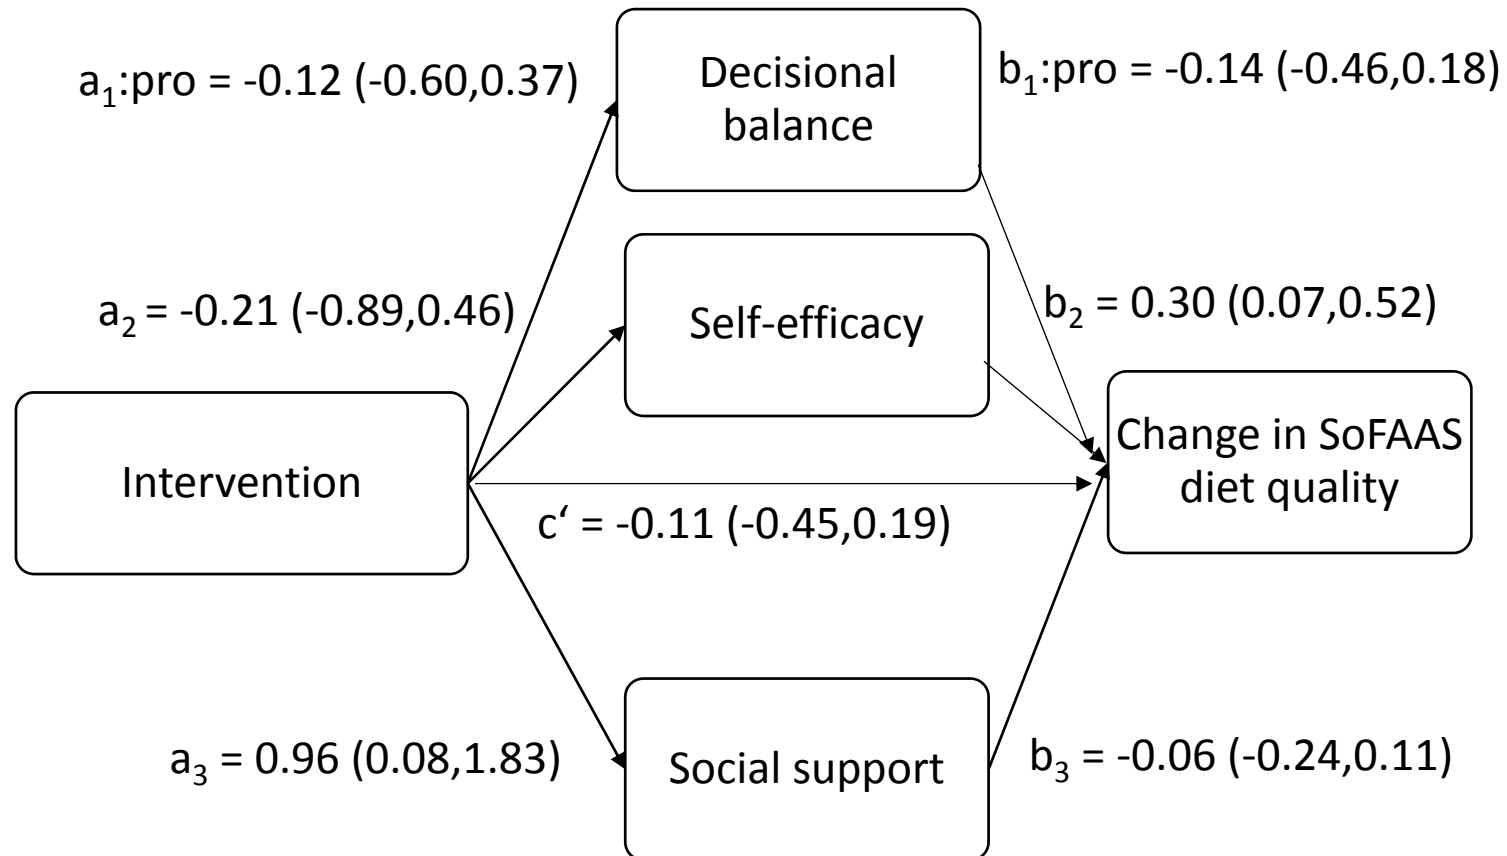 a₁:pro = -0.12 (-0.60,0.37)
Decisional
balance
b₁:pro = -0.14 (-0.46,0.18)
a₂ = -0.21 (-0.89,0.46)
Self-efficacy
b₂ = 0.30 (0.07,0.52)
Intervention
Change in SoFAAS
diet quality
c‘ = -0.11 (-0.45,0.19)
a₃ = 0.96 (0.08,1.83)
Social support
b₃ = -0.06 (-0.24,0.11)